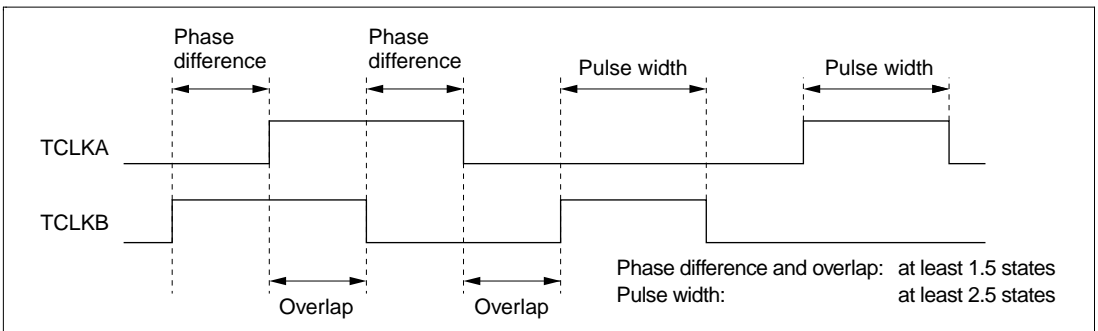 Phase
difference
Phase
difference
Pulse width
Pulse width
TCLKA
TCLKB
Overlap
Overlap
Phase difference and overlap: at least 1.5 states
Pulse width: at least 2.5 states